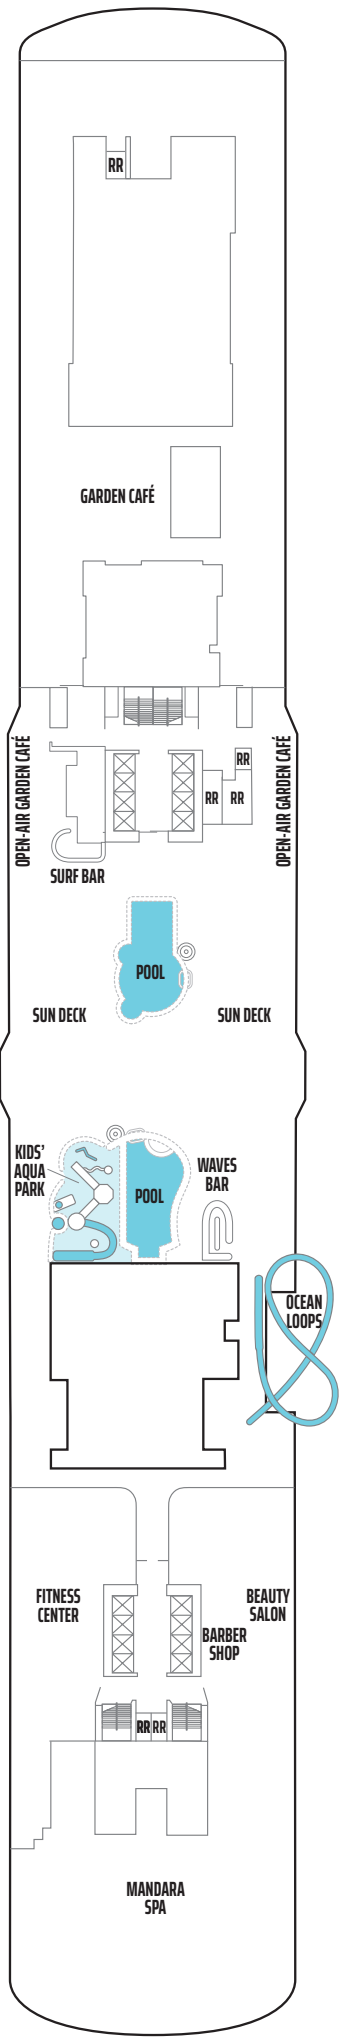 RR
GARDEN CAFÉ
OPEN-AIR GARDEN CAFÉ
OPEN-AIR GARDEN CAFÉ
RR
RR
RR
SURF BAR
POOL
SUN DECK
SUN DECK
KIDS'
AQUA
PARK
POOL
WAVES
BAR
OCEAN
LOOPS
FITNESS
CENTER
BEAUTY
SALON
BARBER
SHOP
RR
RR
MANDARA
SPA